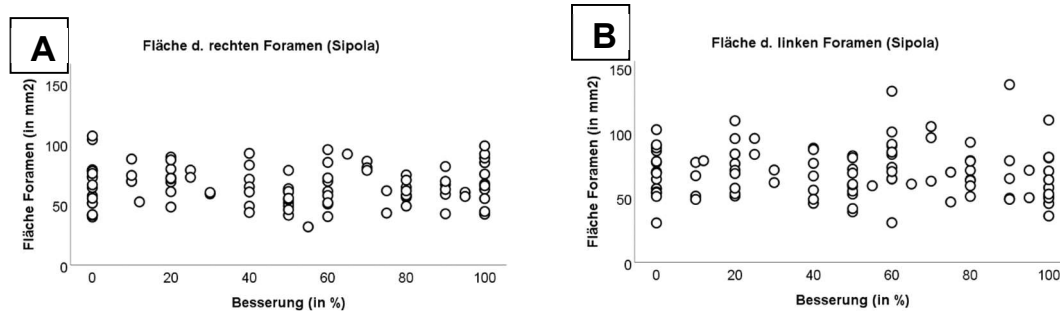 A
Fläche d. rechten Foramen (Sipola)
Fläche Foramen (in mm2)
150
100
50
0
0 20 40 60 80 100
Besserung (in %)
B
Fläche d. linken Foramen (Sipola)
Fläche Foramen (in mm2)
150
100
50
0
0 20 40 60 80 100
Besserung (in %)